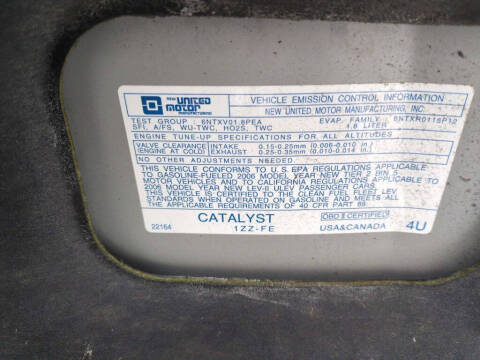 NEW UNITED MOTOR MANUFACTURING
VEHICLE EMISSION CONTROL INFORMATION
NEW UNITED MOTOR MANUFACTURING, INC.
TEST GROUP : 6NTXV01.8PEA EVAP. FAMILY : 6NTXR0115P12
SFI, A/FS, WU-TWC, HO2S, TWC 1.8 LITER
ENGINE TUNE-UP SPECIFICATIONS FOR ALL ALTITUDES
VALVE CLEARANCE INTAKE 0.15-0.25mm (0.006-0.010 in.)
(ENGINE AT COLD) EXHAUST 0.25-0.35mm (0.010-0.014 in.)
NO OTHER ADJUSTMENTS NEEDED.
THIS VEHICLE CONFORMS TO U.S. EPA REGULATIONS APPLICABLE
TO GASOLINE-FUELED 2006 MODEL YEAR NEW TIER 2 BIN 5
MOTOR VEHICLES AND TO CALIFORNIA REGULATIONS APPLICABLE TO
2006 MODEL YEAR NEW LEV-II ULEV PASSENGER CARS.
THIS VEHICLE IS CERTIFIED TO THE CLEAN FUEL FLEET LEV
STANDARDS WHEN OPERATED ON GASOLINE AND MEETS ALL
THE APPLICABLE REQUIREMENTS OF 40 CFR PART 88.
CATALYST OBD II CERTIFIED
22164 1ZZ-FE USA&CANADA 4U